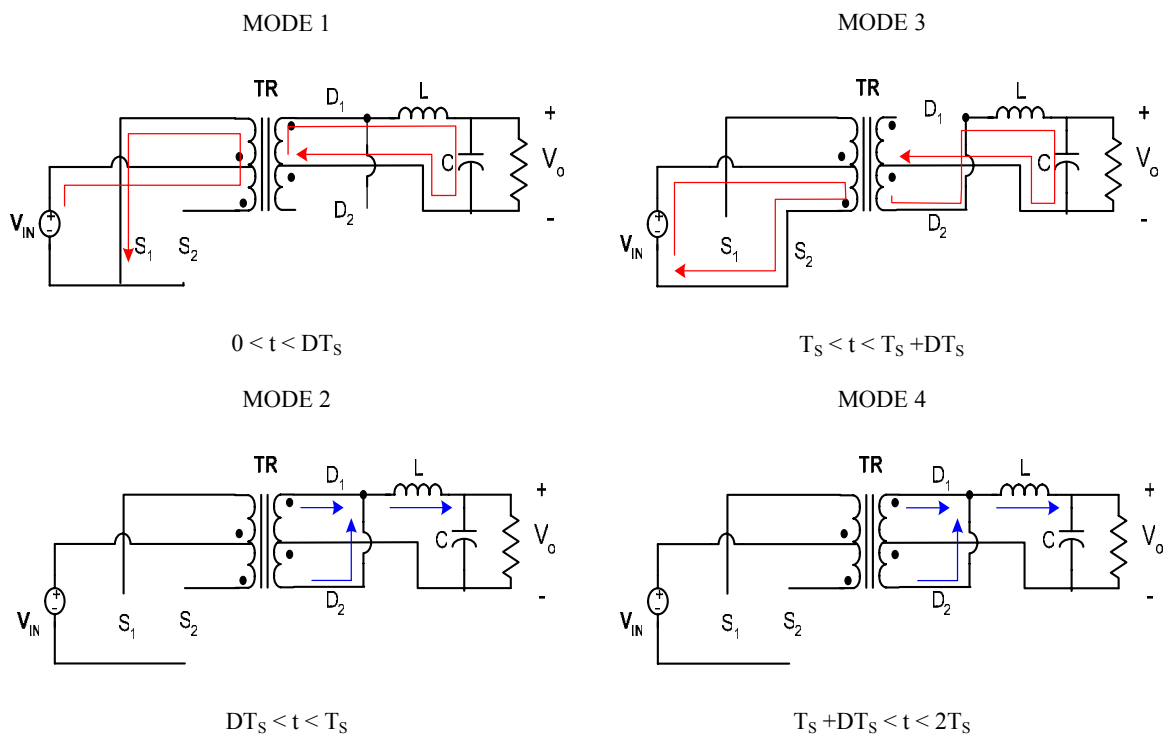 MODE 1
TR
D1
L
+
C
Vo
-
D2
VIN
+
-
S1
S2
0 < t < DTS
MODE 3
TR
D1
L
+
C
Vo
-
D2
VIN
+
-
S1
S2
TS < t < TS +DTS
MODE 2
TR
D1
L
+
C
Vo
-
D2
VIN
+
-
S1
S2
DTS < t < TS
MODE 4
TR
D1
L
+
C
Vo
-
D2
VIN
+
-
S1
S2
TS +DTS < t < 2TS